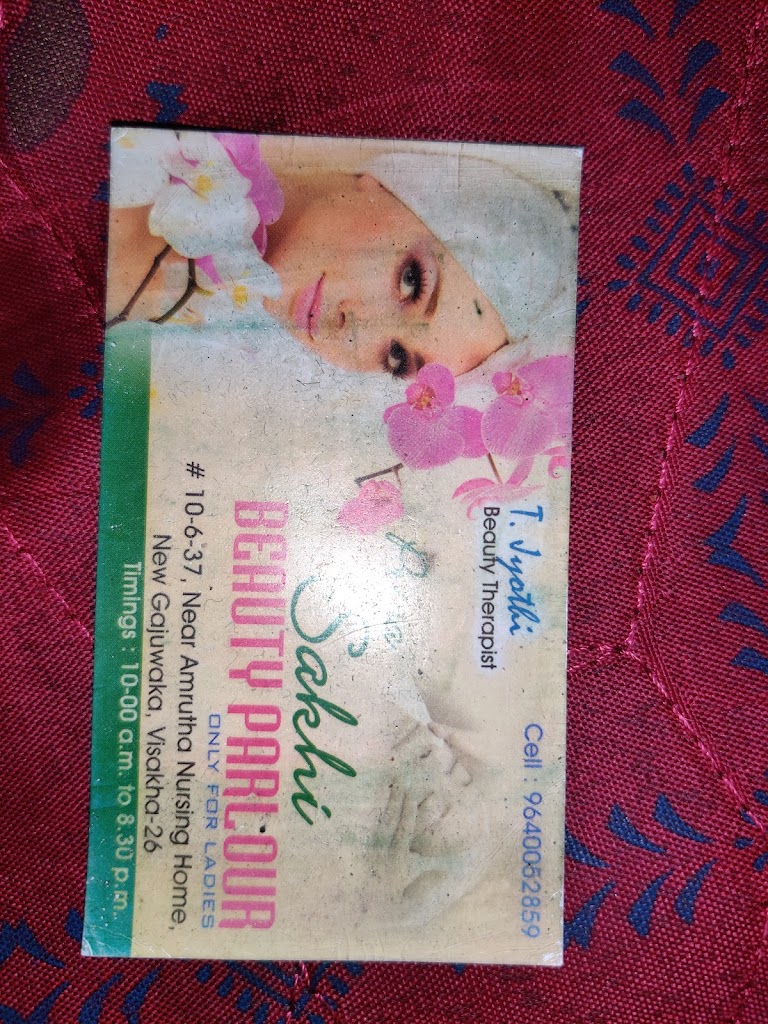 T. Jyothi
Beauty Therapist
Cell : 9640052859
Sakhi
BEAUTY PARLOUR
ONLY FOR LADIES
# 10-6-37, Near Amrutha Nursing Home,
New Gajuwaka, Visakha-26
Timings : 10-00 a.m. to 8.30 p.m..